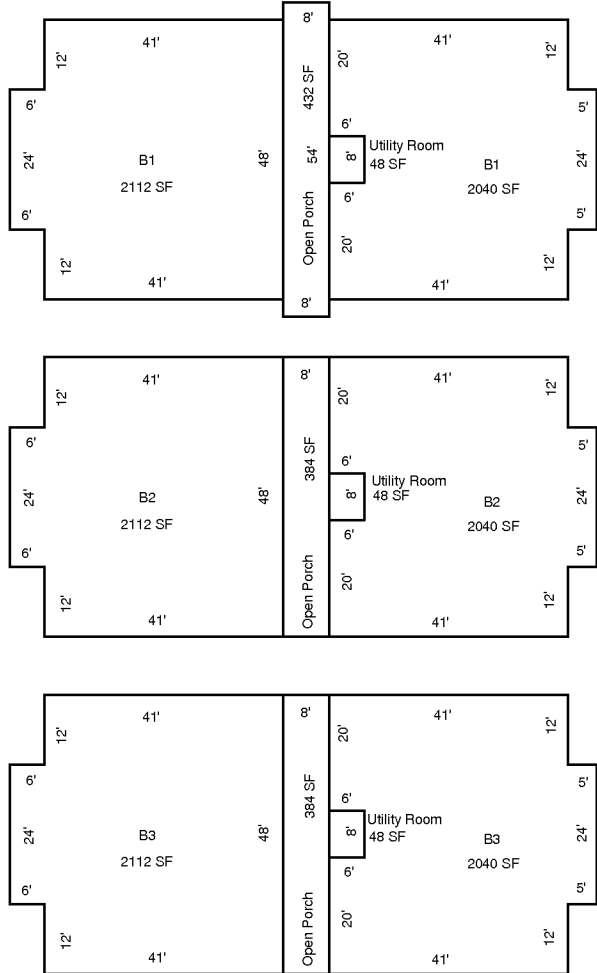 8'
41'
41'
12'
20'
12'
432 SF
6'
5'
6'
24'
B1
2112 SF
48'
54'
8'
Utility Room
48 SF
B1
2040 SF
24'
6'
6'
5'
Open Porch
12'
20'
12'
41'
41'
8'
41'
8'
41'
12'
20'
12'
6'
384 SF
6'
5'
24'
B2
2112 SF
48'
8'
Utility Room
48 SF
B2
2040 SF
24'
6'
6'
5'
Open Porch
12'
20'
12'
41'
41'
41'
8'
41'
12'
20'
12'
6'
384 SF
6'
5'
24'
B3
2112 SF
48'
8'
Utility Room
48 SF
B3
2040 SF
24'
6'
6'
5'
Open Porch
12'
20'
12'
41'
41'